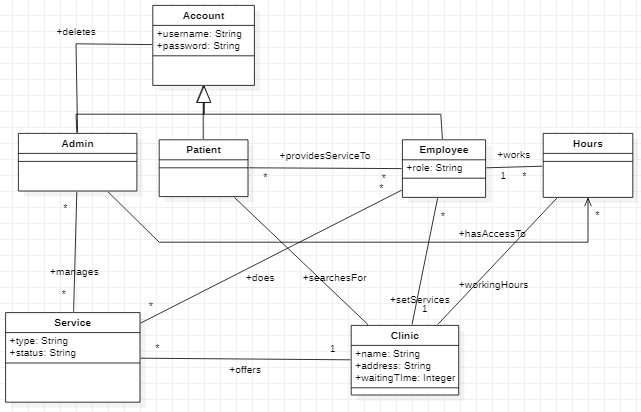 Account
+deletes
+username: String
+password: String
Admin
Patient
Employee
Hours
+providesServiceTo
+works
+role: String
*
*
1
*
*
*
*
*
+hasAccessTo
+manages
+does
+searchesFor
+workingHours
*
*
+setServices
1
Service
Clinic
+type: String
+status: String
*
1
+name: String
+address: String
+waitingTIme: Integer
+offers